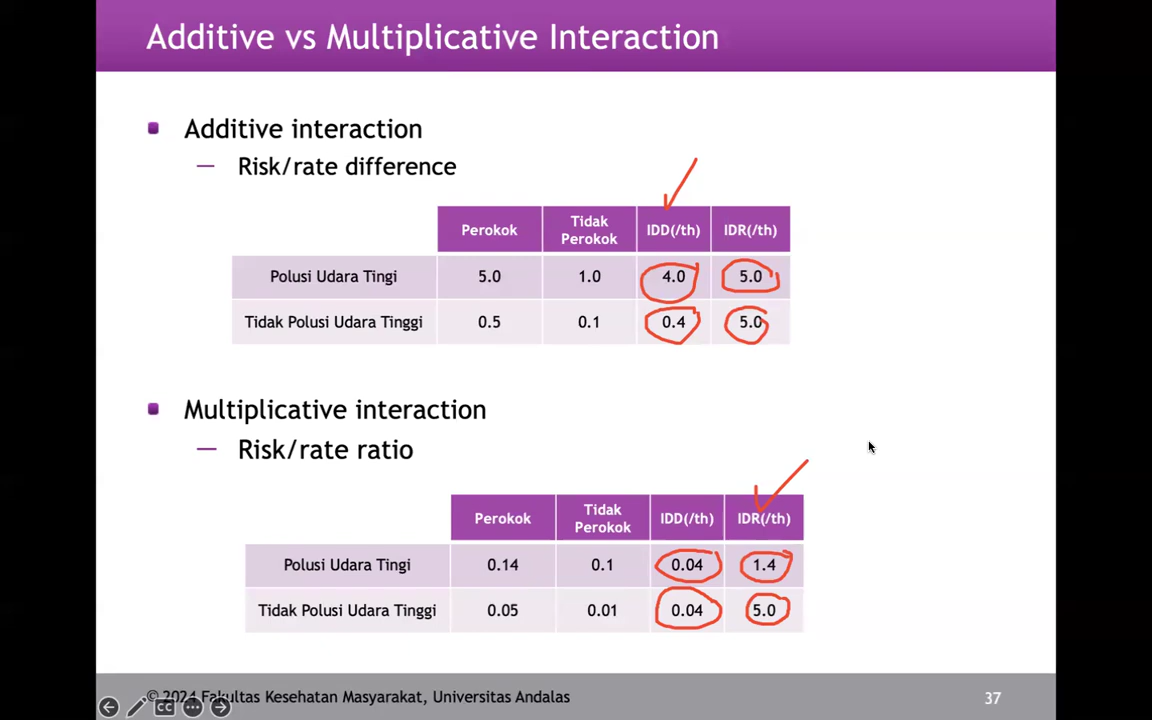 Additive vs Multiplicative Interaction
Additive interaction
— Risk/rate difference
Perokok Tidak Perokok IDD(/th) IDR(/th)
Polusi Udara Tingi 5.0 1.0 4.0 5.0
Tidak Polusi Udara Tinggi 0.5 0.1 0.4 5.0
Multiplicative interaction
— Risk/rate ratio
Perokok Tidak Perokok IDD(/th) IDR(/th)
Polusi Udara Tingi 0.14 0.1 0.04 1.4
Tidak Polusi Udara Tinggi 0.05 0.01 0.04 5.0
© 2024 Fakultas Kesehatan Masyarakat, Universitas Andalas 37
CC